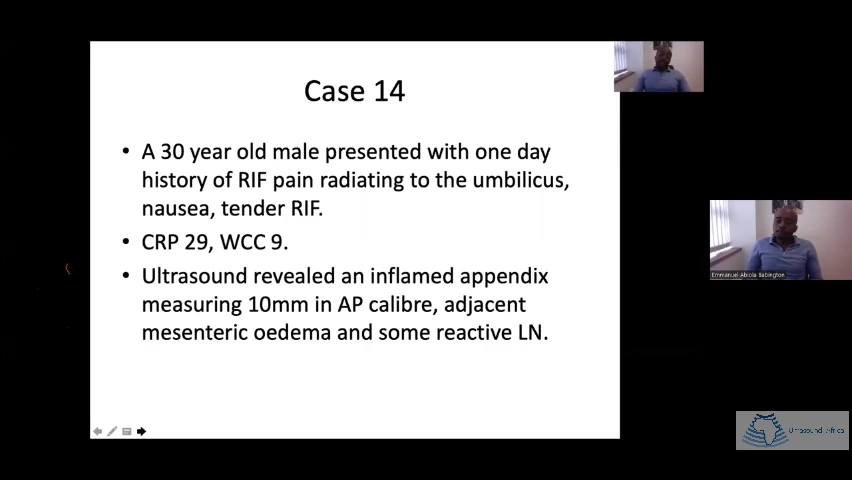 Case 14
• A 30 year old male presented with one day
history of RIF pain radiating to the umbilicus,
nausea, tender RIF.
• CRP 29, WCC 9.
• Ultrasound revealed an inflamed appendix
measuring 10mm in AP calibre, adjacent
mesenteric oedema and some reactive LN.
Emmanuel Abiola Babington
Ultrasound Africa